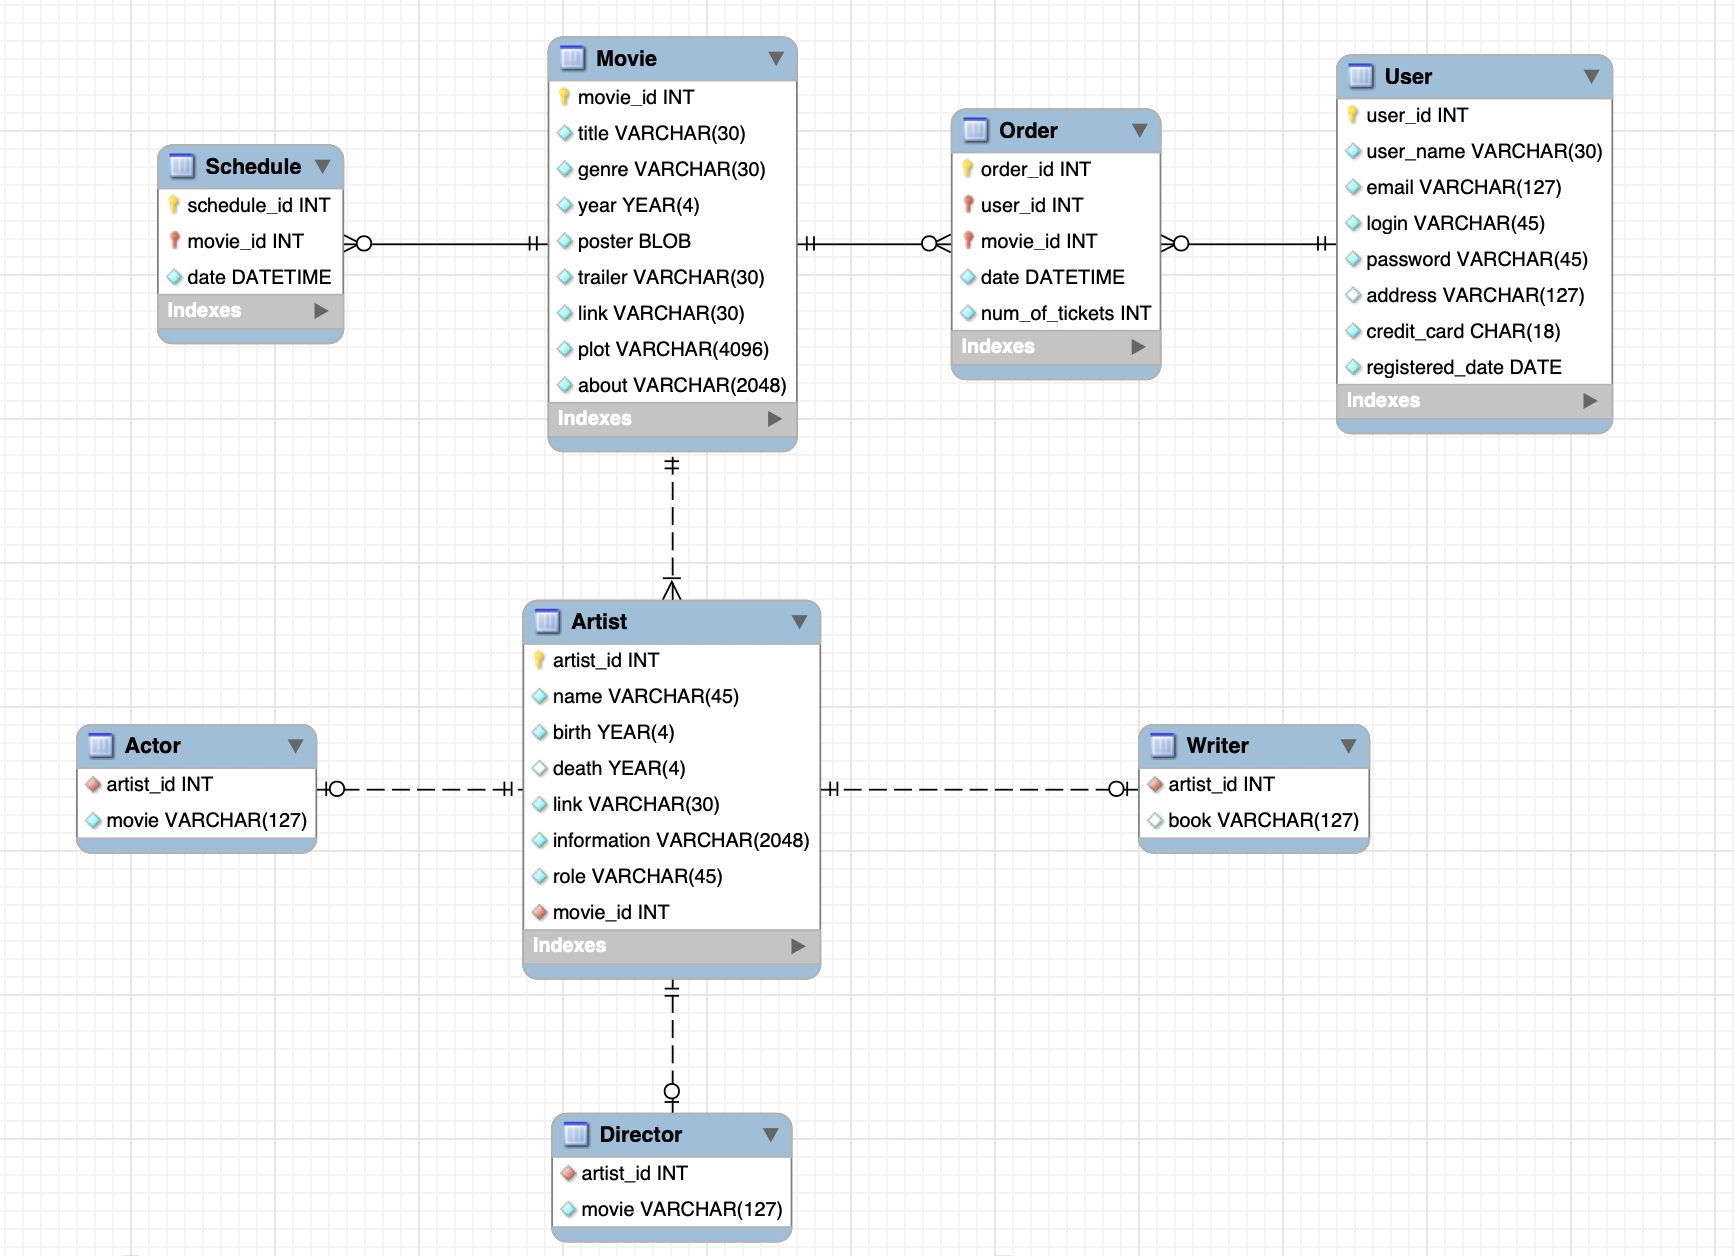 Movie
movie_id INT
title VARCHAR(30)
genre VARCHAR(30)
year YEAR(4)
poster BLOB
trailer VARCHAR(30)
link VARCHAR(30)
plot VARCHAR(4096)
about VARCHAR(2048)
Indexes
User
user_id INT
user_name VARCHAR(30)
email VARCHAR(127)
login VARCHAR(45)
password VARCHAR(45)
address VARCHAR(127)
credit_card CHAR(18)
registered_date DATE
Indexes
Order
order_id INT
user_id INT
movie_id INT
date DATETIME
num_of_tickets INT
Indexes
Schedule
schedule_id INT
movie_id INT
date DATETIME
Indexes
Artist
artist_id INT
name VARCHAR(45)
birth YEAR(4)
death YEAR(4)
link VARCHAR(30)
information VARCHAR(2048)
role VARCHAR(45)
movie_id INT
Indexes
Actor
artist_id INT
movie VARCHAR(127)
Writer
artist_id INT
book VARCHAR(127)
Director
artist_id INT
movie VARCHAR(127)